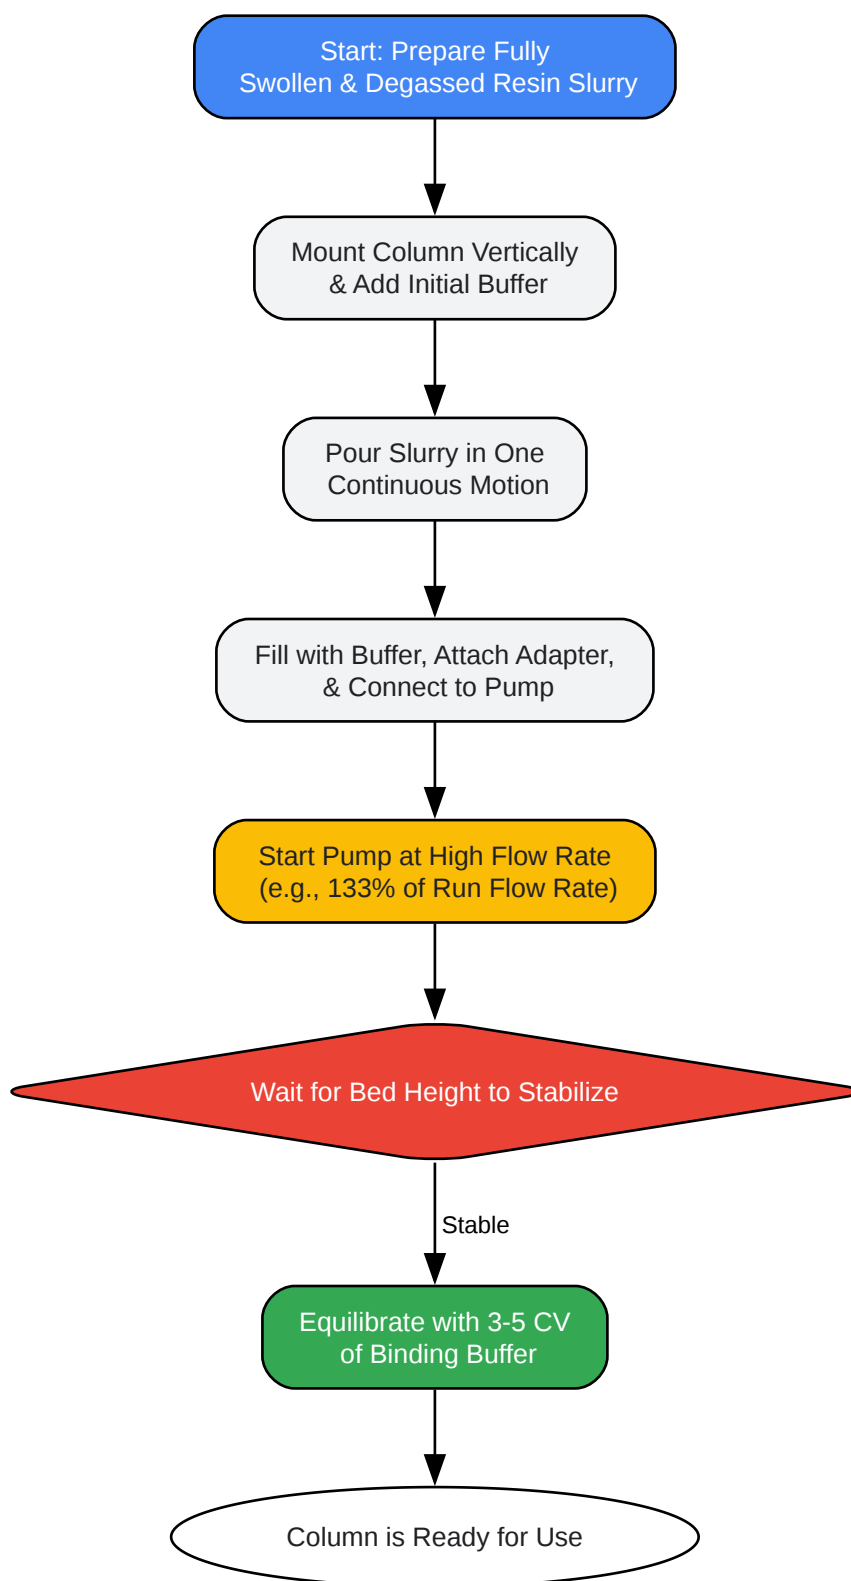 Start: Prepare Fully
Swollen & Degassed Resin Slurry
Mount Column Vertically
& Add Initial Buffer
Pour Slurry in One
Continuous Motion
Fill with Buffer, Attach Adapter,
& Connect to Pump
Start Pump at High Flow Rate
(e.g., 133% of Run Flow Rate)
Wait for Bed Height to Stabilize
Stable
Equilibrate with 3-5 CV
of Binding Buffer
Column is Ready for Use